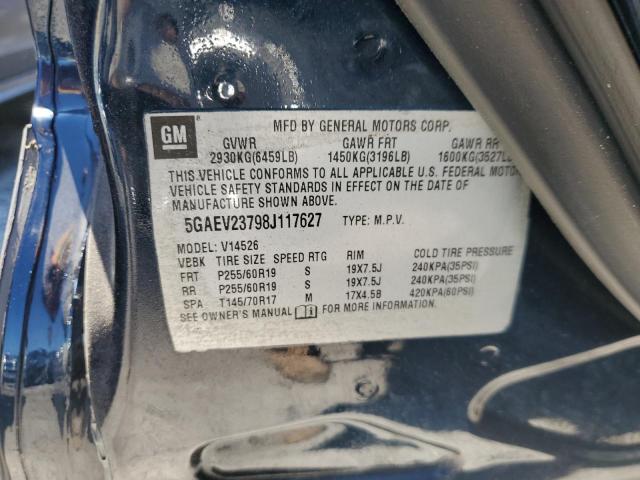 GM
MFD BY GENERAL MOTORS CORP.
GVWR GAWR FRT GAWR RR
2930KG(6459LB) 1450KG(3196LB) 1600KG(3527LB
THIS VEHICLE CONFORMS TO ALL APPLICABLE U.S. FEDERAL MOTOR
VEHICLE SAFETY STANDARDS IN EFFECT ON THE DATE OF
MANUFACTURE SHOWN ABOVE.
5GAEV23798J117627 TYPE: M.P.V.
V14526
VBBK TIRE SIZE SPEED RTG RIM COLD TIRE PRESSURE
FRT P255/60R19 S 19X7.5J 240KPA(35PSI)
RR P255/60R19 S 19X7.5J 240KPA(35PSI)
SPA T145/70R17 M 17X4.5B 420KPA(60PSI)
SEE OWNER'S MANUAL FOR MORE INFORMATION.